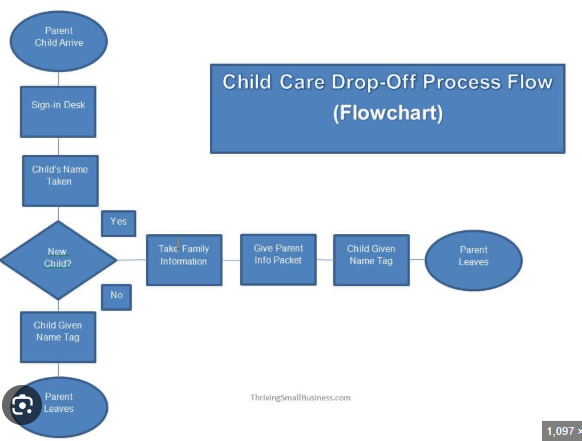 Parent
Child Arrive
Child Care Drop-Off Process Flow
(Flowchart)
Sign-in Desk
Child's Name
Taken
Yes
New
Child?
Take Family
Information
Give Parent
Info Packet
Child Given
Name Tag
Parent
Leaves
No
Child Given
Name Tag
Parent
Leaves
ThrivingSmallBusiness.com
1,097 ×